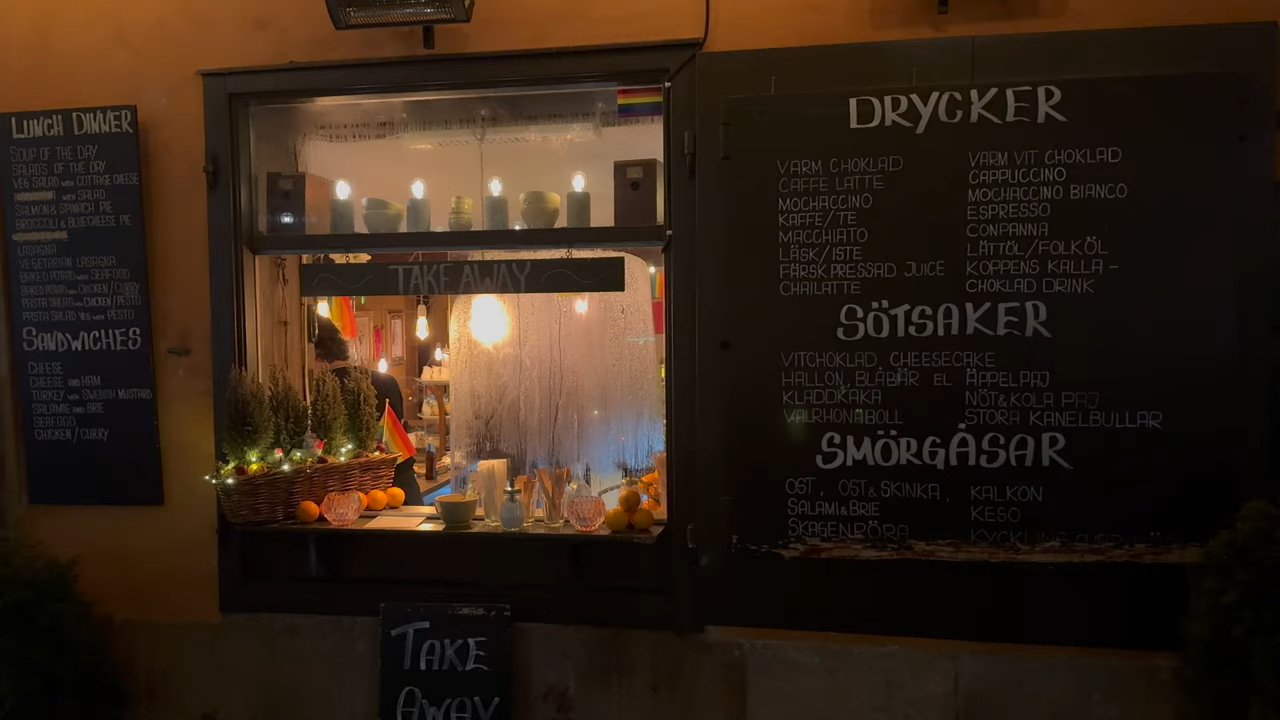 LUNCH DINNER
SOUP OF THE DAY
SALAD'S OF THE DAY
VEG SALAD WITH COTTAGE CHEESE
WITH SALAD
SALMON & SPINACH PIE
BROCCOLI & BLUECHEESE PIE
LASAGNA
VEGETARIAN LASAGNA
BAKED POTATO WITH SEAFOOD
BAKED POTATO WITH CHICKEN/CURRY
PASTA SALAD WITH CHICKEN/PESTO
PASTA SALAD VEG WITH PESTO
SANDWICHES
CHEESE
CHEESE AND HAM
TURKEY WITH SWEDISH MUSTARD
SALAMIE AND BRIE
SEAFOOD
CHICKEN/CURRY
TAKE AWAY
TAKE
AWAY
DRYCKER
VARM CHOKLAD
CAFFE LATTE
MOCHACCINO
KAFFE/TE
MACCHIATO
LÄSK/ISTE
FÄRSKPRESSAD JUICE
CHAILATTE
VARM VIT CHOKLAD
CAPPUCCINO
MOCHACCINO BIANCO
ESPRESSO
CONPANNA
LÄTTÖL/FOLKÖL
KOPPENS KALLA -
CHOKLAD DRINK
SÖTSAKER
VITCHOKLAD CHEESECAKE
HALLON, BLÅBÄR EL ÄPPELPAJ
KLADDKAKA NÖT&KOLA PAJ
VALRHONABOLL STORA KANELBULLAR
SMÖRGÅSAR
OST, OST & SKINKA, KALKON
SALAMI & BRIE KESO
SKAGENRÖRA